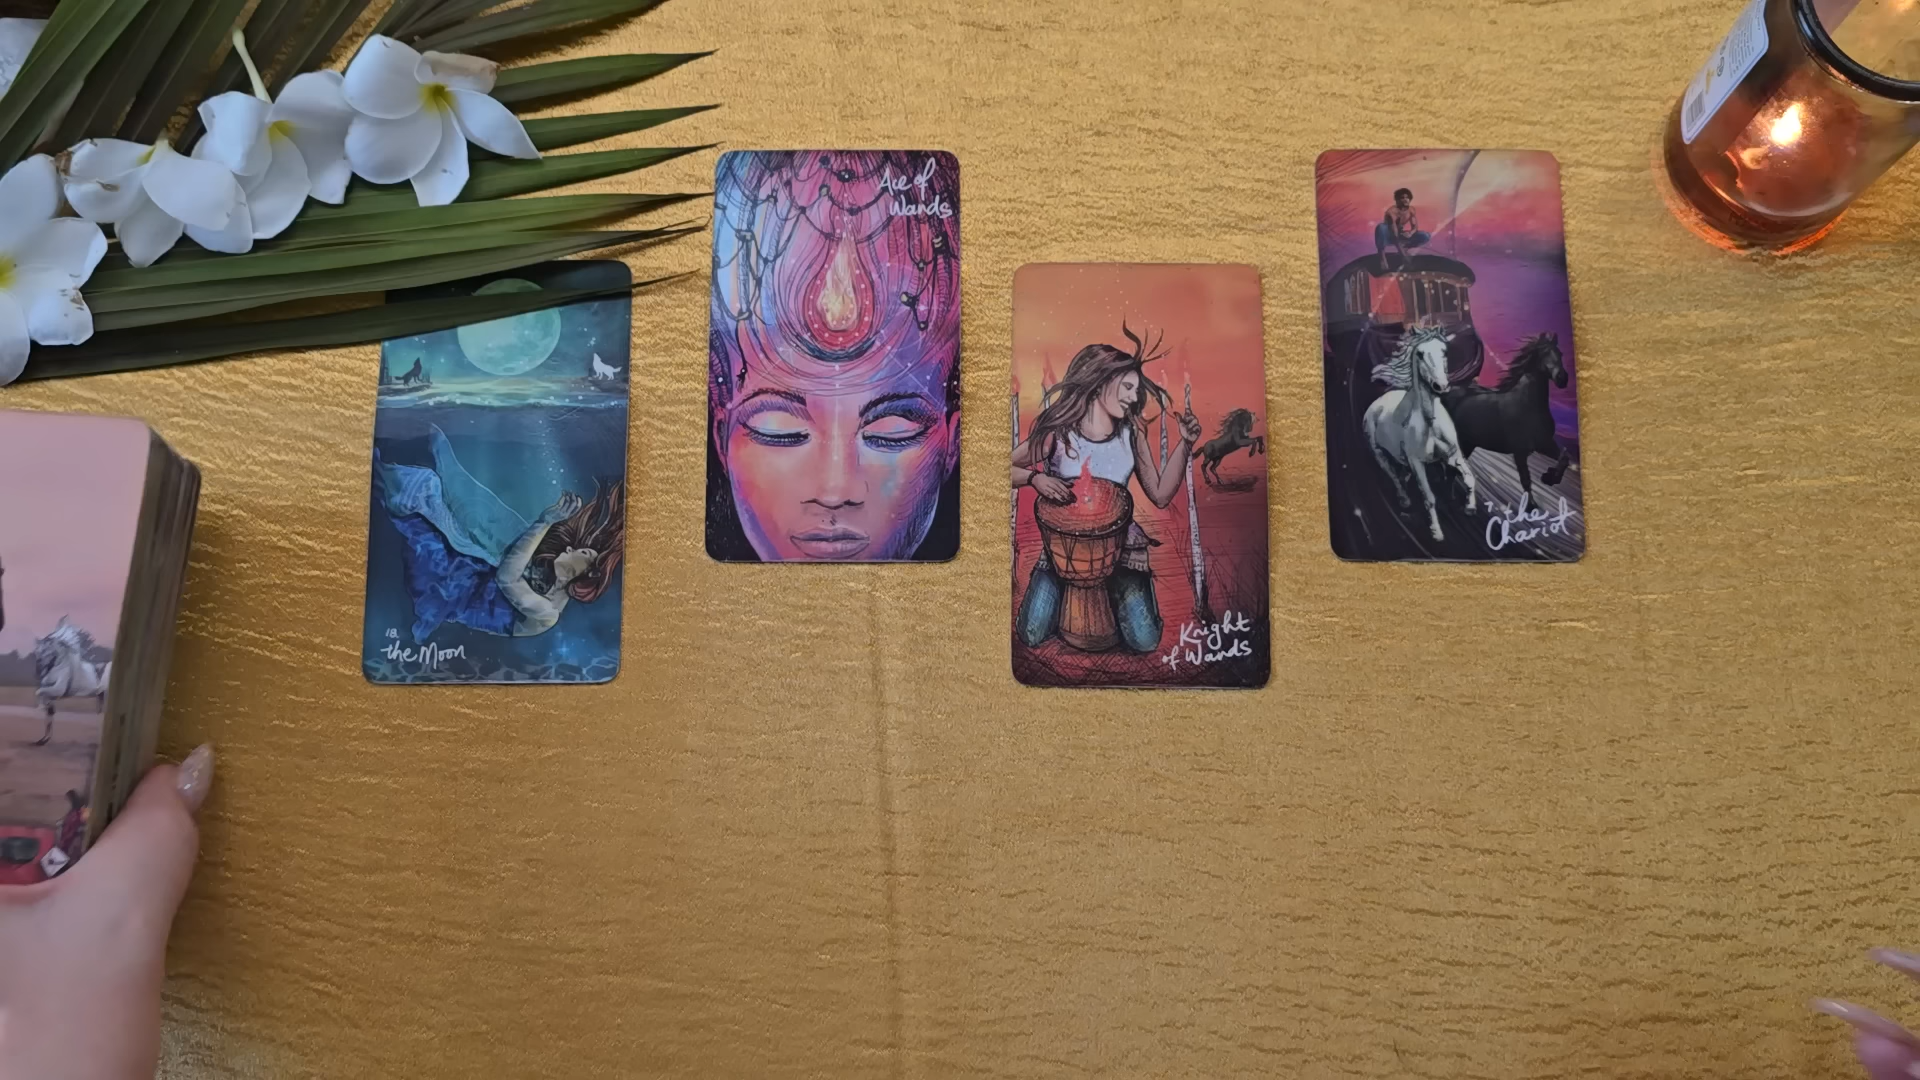 Ace of
Wands
18.
the Moon
Knight
of Wands
7. the
Chariot